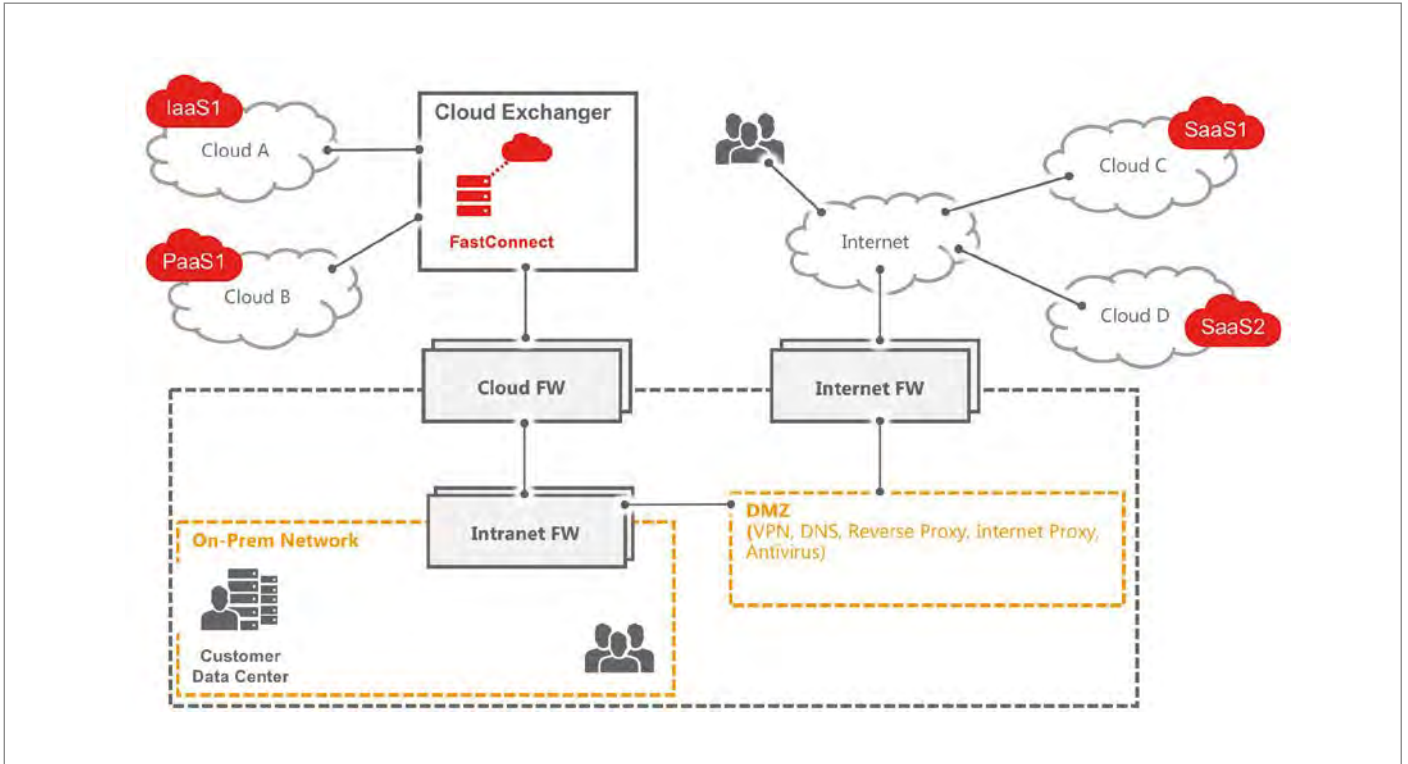 IaaS1
Cloud A
Cloud Exchanger
FastConnect
PaaS1
Cloud B
SaaS1
Cloud C
Internet
Cloud D
SaaS2
Cloud FW
Internet FW
Intranet FW
On-Prem Network
Customer
Data Center
DMZ
(VPN, DNS, Reverse Proxy, Internet Proxy,
Antivirus)